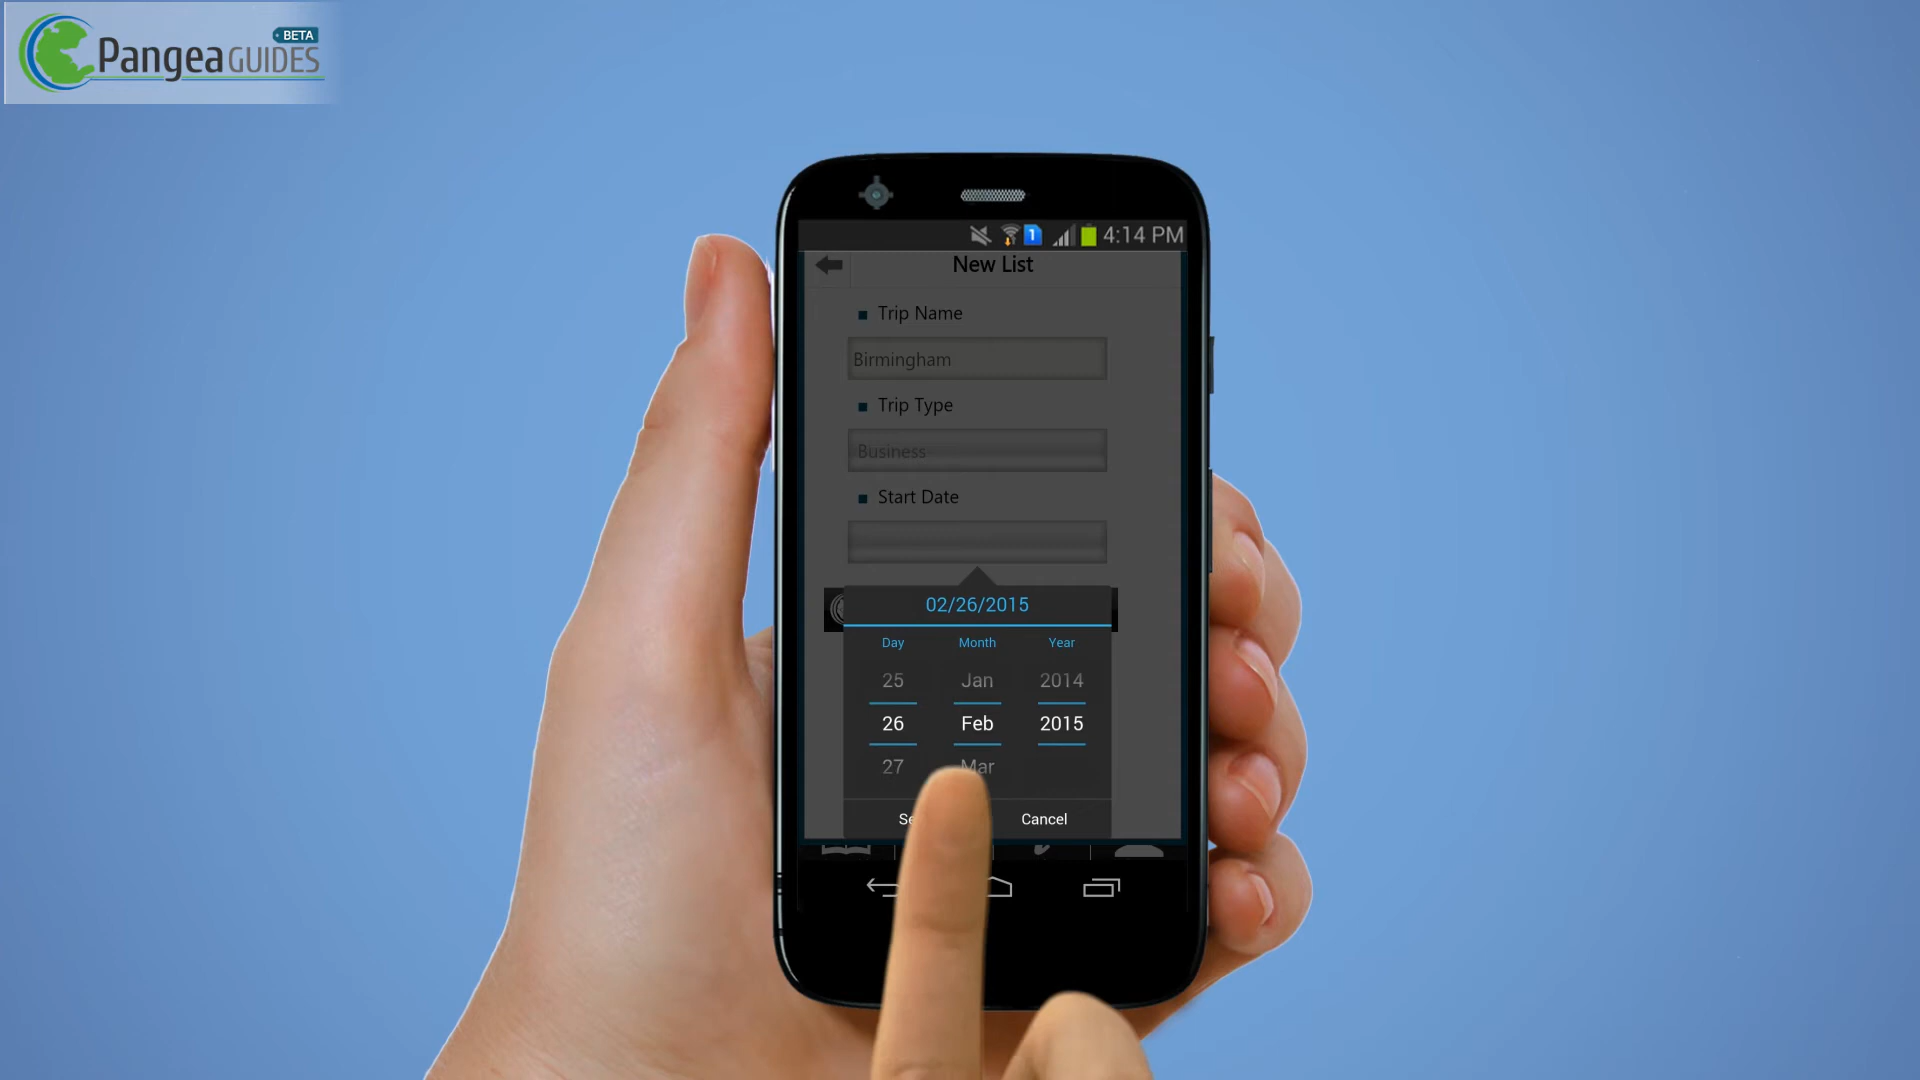 BETA
Pangea GUIDES
1 4:14 PM
New List
Trip Name
Birmingham
Trip Type
Business
Start Date
02/26/2015
Day Month Year
25 Jan 2014
26 Feb 2015
27 Mar
Cancel